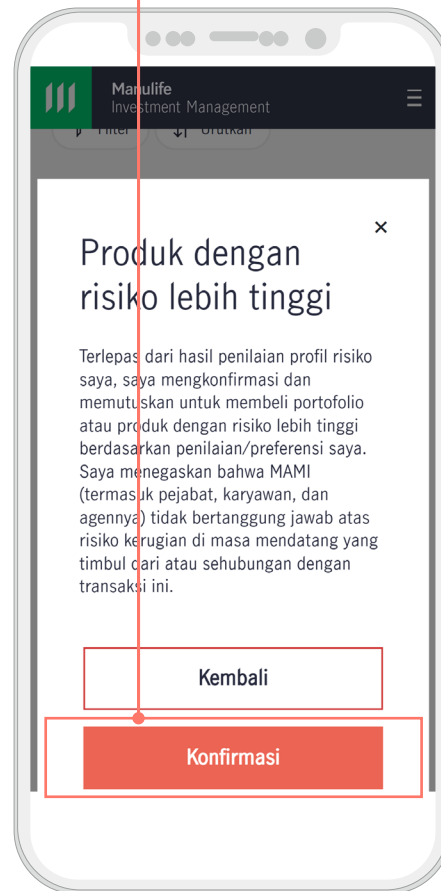 Manulife
Investment Management
Filter
Urutkan
Produk dengan
risiko lebih tinggi
Terlepas dari hasil penilaian profil risiko
saya, saya mengkonfirmasi dan
memutuskan untuk membeli portofolio
atau produk dengan risiko lebih tinggi
berdasarkan penilaian/preferensi saya.
Saya menegaskan bahwa MAMI
(termasuk pejabat, karyawan, dan
agennya) tidak bertanggung jawab atas
risiko kerugian di masa mendatang yang
timbul dari atau sehubungan dengan
transaksi ini.
Kembali
Konfirmasi